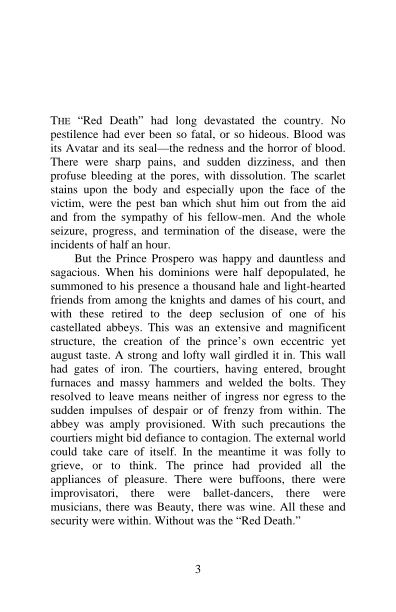 THE “Red Death” had long devastated the country. No
pestilence had ever been so fatal, or so hideous. Blood was
its Avatar and its seal—the redness and the horror of blood.
There were sharp pains, and sudden dizziness, and then
profuse bleeding at the pores, with dissolution. The scarlet
stains upon the body and especially upon the face of the
victim, were the pest ban which shut him out from the aid
and from the sympathy of his fellow-men. And the whole
seizure, progress, and termination of the disease, were the
incidents of half an hour.
But the Prince Prospero was happy and dauntless and
sagacious. When his dominions were half depopulated, he
summoned to his presence a thousand hale and light-hearted
friends from among the knights and dames of his court, and
with these retired to the deep seclusion of one of his
castellated abbeys. This was an extensive and magnificent
structure, the creation of the prince’s own eccentric yet
august taste. A strong and lofty wall girdled it in. This wall
had gates of iron. The courtiers, having entered, brought
furnaces and massy hammers and welded the bolts. They
resolved to leave means neither of ingress nor egress to the
sudden impulses of despair or of frenzy from within. The
abbey was amply provisioned. With such precautions the
courtiers might bid defiance to contagion. The external world
could take care of itself. In the meantime it was folly to
grieve, or to think. The prince had provided all the
appliances of pleasure. There were buffoons, there were
improvisatori, there were ballet-dancers, there were
musicians, there was Beauty, there was wine. All these and
security were within. Without was the “Red Death.”
3